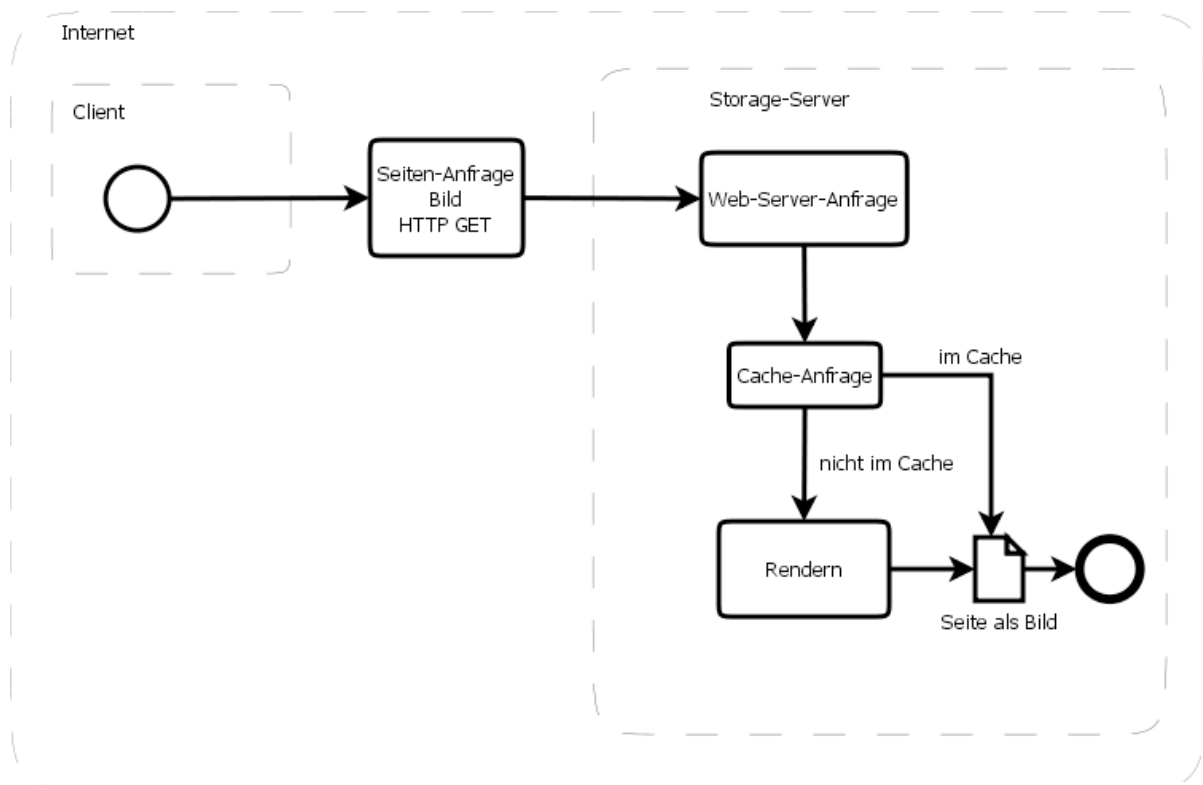 Internet
Client
Storage-Server
Seiten-Anfrage
Bild
HTTP GET
Web-Server-Anfrage
Cache-Anfrage
im Cache
nicht im Cache
Rendern
Seite als Bild